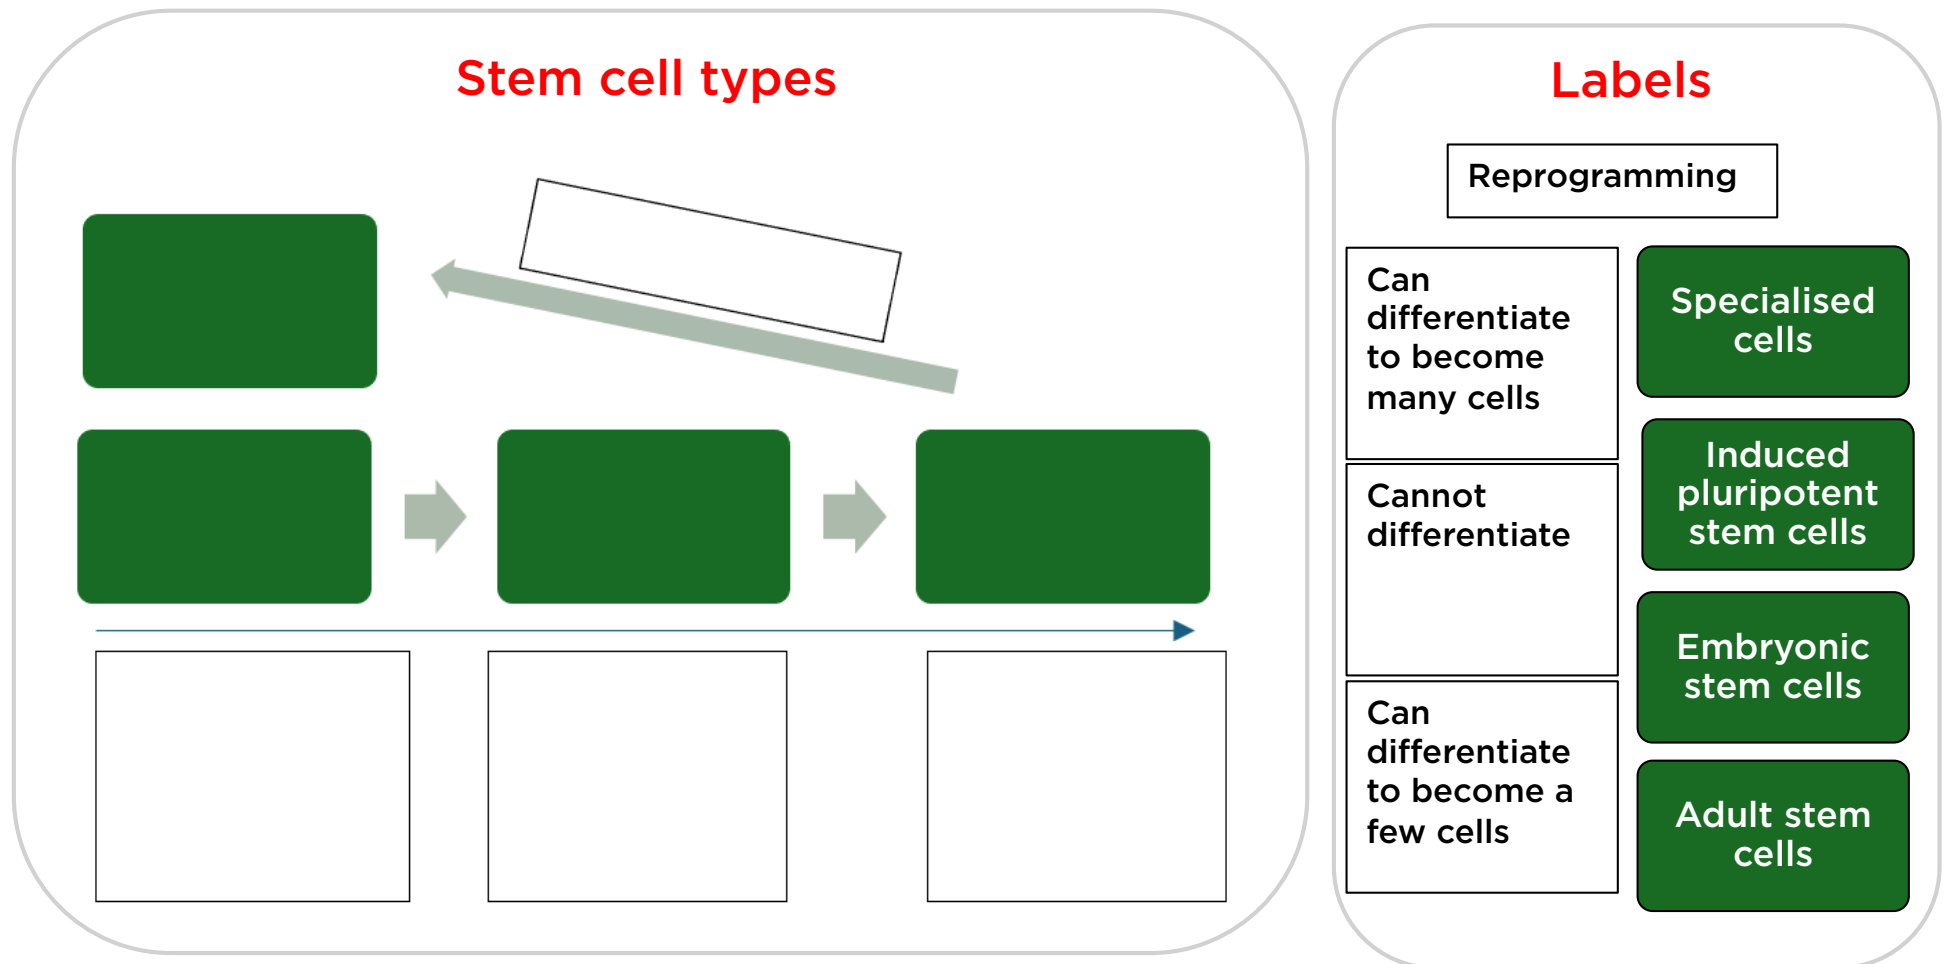 Stem cell types
Labels
Reprogramming
Can
differentiate
to become
many cells
Specialised
cells
Cannot
differentiate
Induced
pluripotent
stem cells
Can
differentiate
to become a
few cells
Embryonic
stem cells
Adult stem
cells